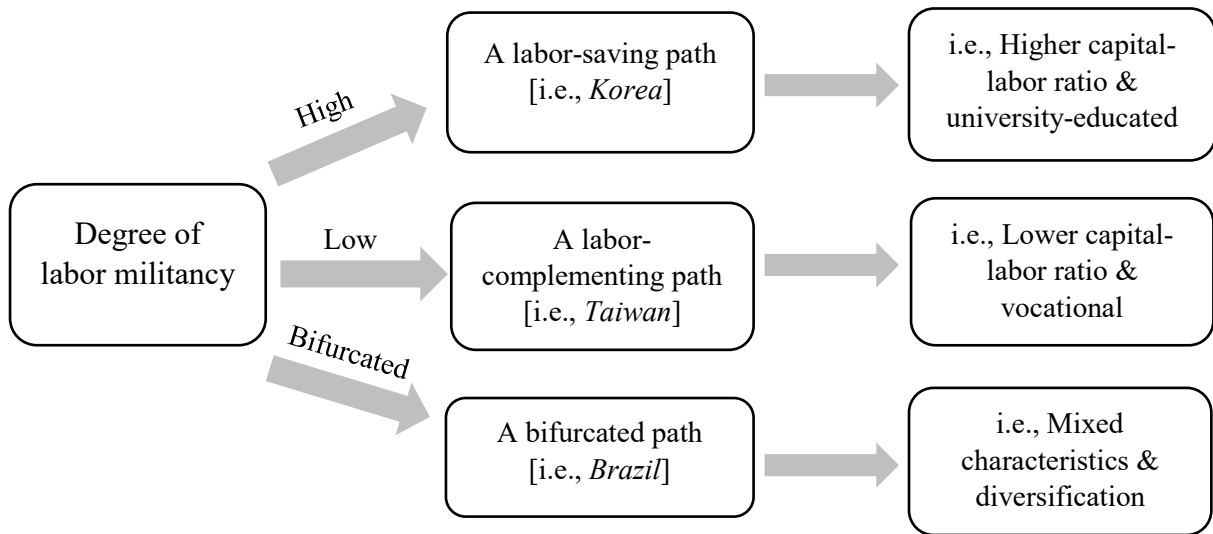 Degree of
labor militancy
High
A labor-saving path
[i.e., Korea]
i.e., Higher capital-
labor ratio &
university-educated
Low
A labor-
complementing path
[i.e., Taiwan]
i.e., Lower capital-
labor ratio &
vocational
Bifurcated
A bifurcated path
[i.e., Brazil]
i.e., Mixed
characteristics &
diversification